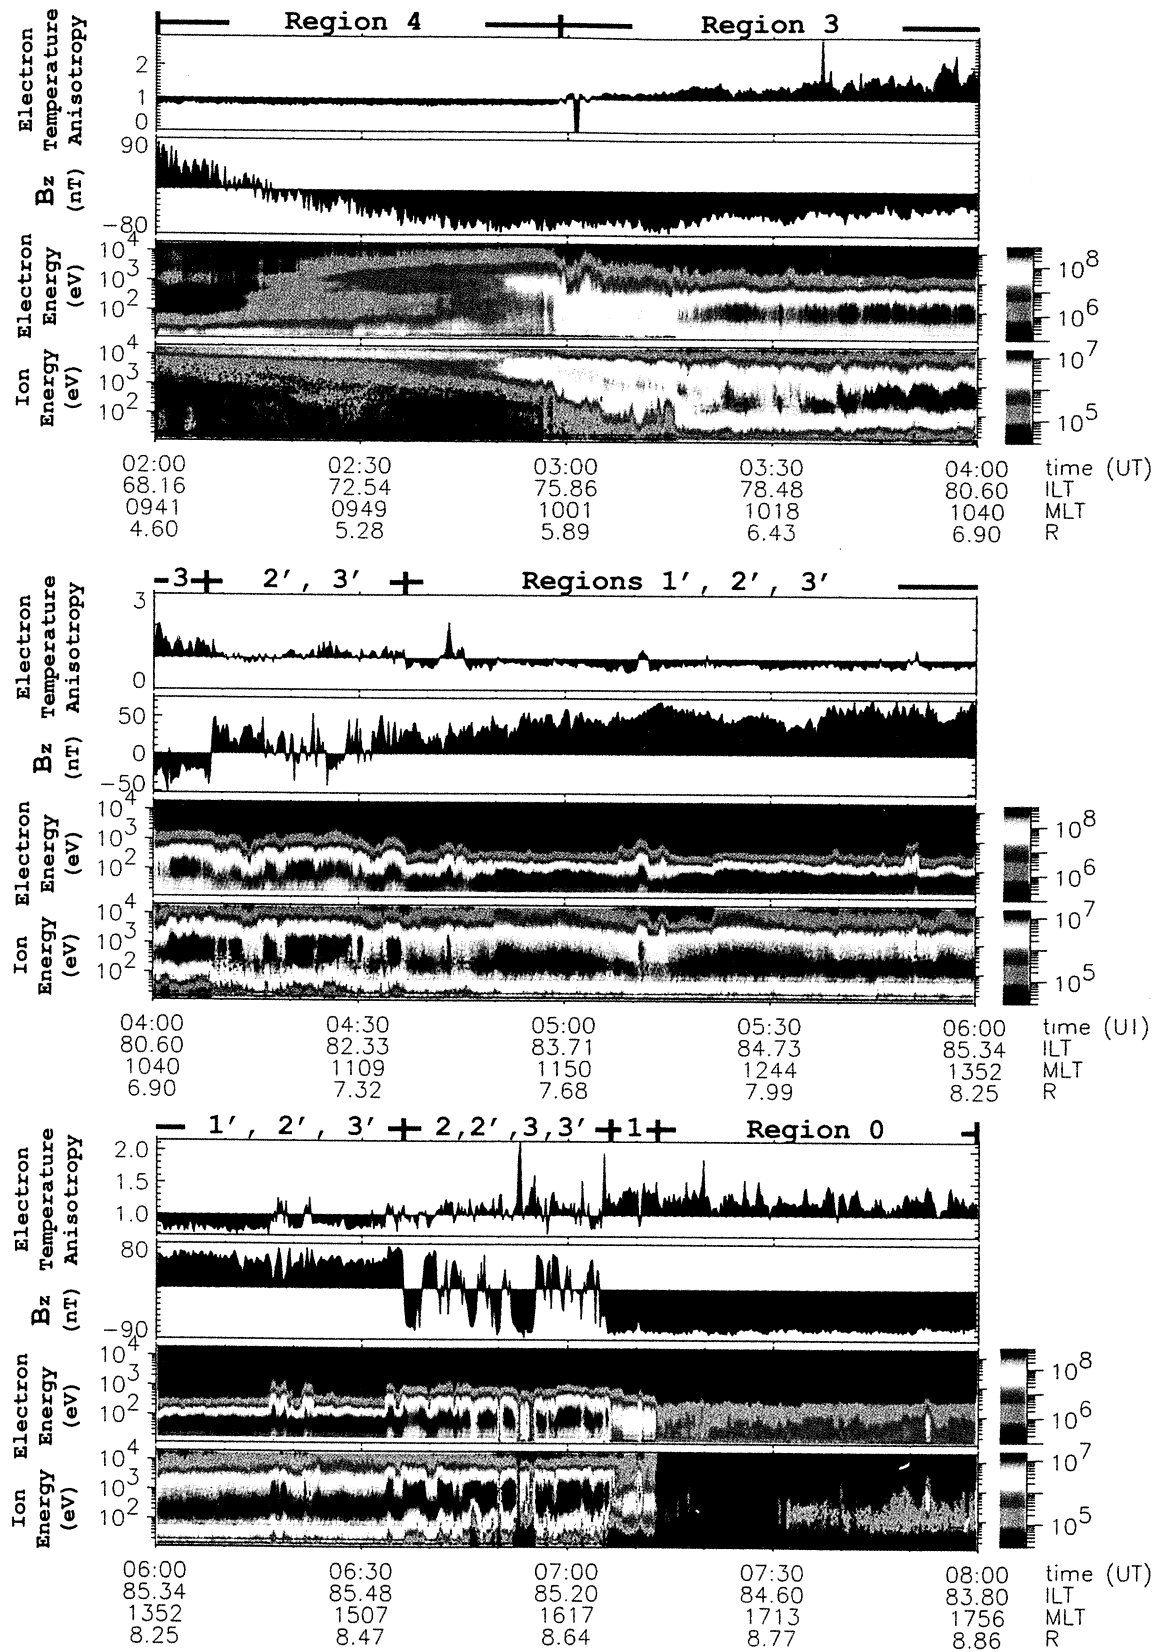 Region 4 Region 3
Electron
Temperature
Anisotropy
2
1
0
Bz
(nT)
90
−80
Electron
Energy
(eV)
10^4
10^3
10^2
10^8
10^6
Ion
Energy
(eV)
10^4
10^3
10^2
10^7
10^5
02:00 02:30 03:00 03:30 04:00 time (UT)
68.16 72.54 75.86 78.48 80.60 ILT
0941 0949 1001 1018 1040 MLT
4.60 5.28 5.89 6.43 6.90 R
3 2', 3' Regions 1', 2', 3'
Electron
Temperature
Anisotropy
3
0
Bz
(nT)
50
0
−50
Electron
Energy
(eV)
10^4
10^3
10^2
10^8
10^6
Ion
Energy
(eV)
10^4
10^3
10^2
10^7
10^5
04:00 04:30 05:00 05:30 06:00 time (UI)
80.60 82.33 83.71 84.73 85.34 ILT
1040 1109 1150 1244 1352 MLT
6.90 7.32 7.68 7.99 8.25 R
1', 2', 3' 2,2',3,3' 1 Region 0
Electron
Temperature
Anisotropy
2.0
1.5
1.0
Bz
(nT)
80
−90
Electron
Energy
(eV)
10^4
10^3
10^2
10^8
10^6
Ion
Energy
(eV)
10^4
10^3
10^2
10^7
10^5
06:00 06:30 07:00 07:30 08:00 time (UT)
85.34 85.48 85.20 84.60 83.80 ILT
1352 1507 1617 1713 1756 MLT
8.25 8.47 8.64 8.77 8.86 R